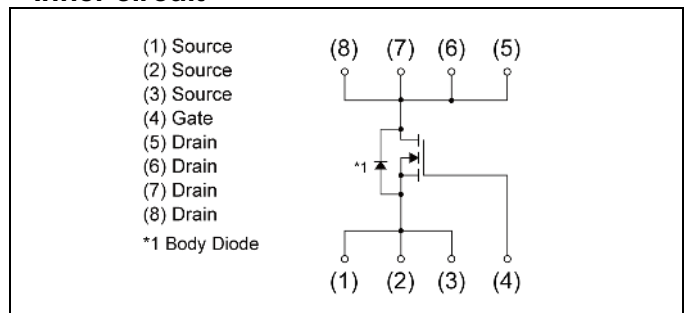 Inner circuit
(1) Source
(2) Source
(3) Source
(4) Gate
(5) Drain
(6) Drain
(7) Drain
(8) Drain
*1 Body Diode
(8) (7) (6) (5)
*1
(1) (2) (3) (4)